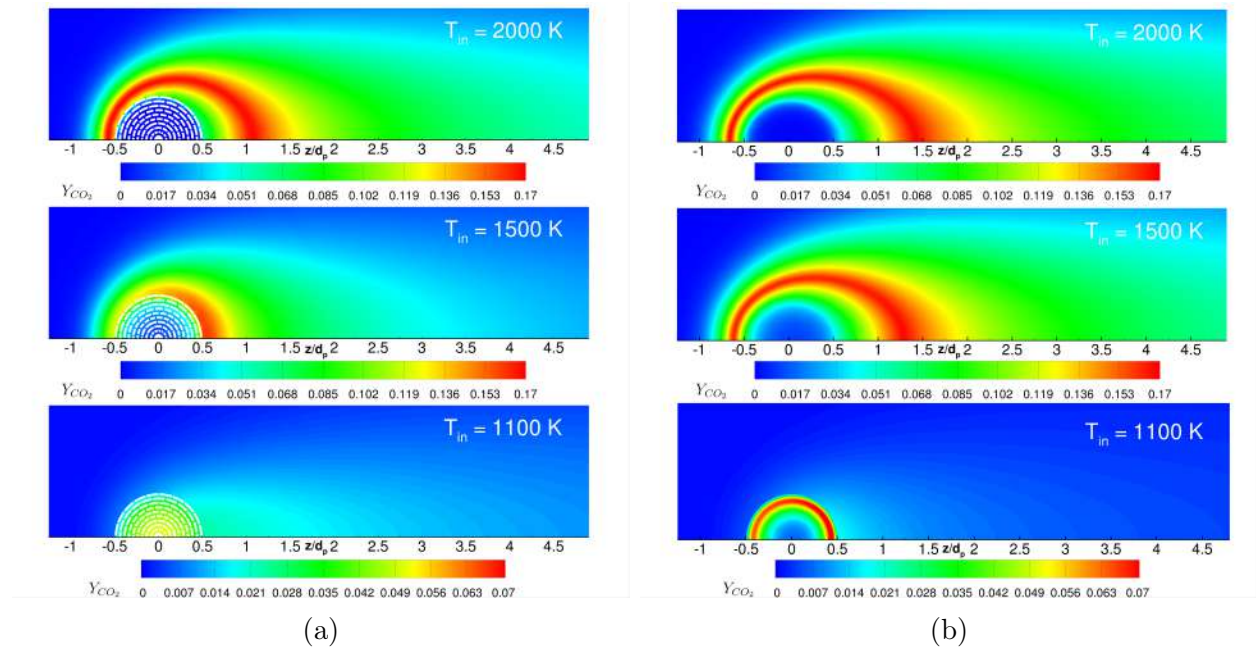 T_in = 2000 K
-1 -0.5 0 0.5 1 1.5 z/d_p 2 2.5 3 3.5 4 4.5
Y_CO2 0 0.017 0.034 0.051 0.068 0.085 0.102 0.119 0.136 0.153 0.17
T_in = 1500 K
-1 -0.5 0 0.5 1 1.5 z/d_p 2 2.5 3 3.5 4 4.5
Y_CO2 0 0.017 0.034 0.051 0.068 0.085 0.102 0.119 0.136 0.153 0.17
T_in = 1100 K
-1 -0.5 0 0.5 1 1.5 z/d_p 2 2.5 3 3.5 4 4.5
Y_CO2 0 0.007 0.014 0.021 0.028 0.035 0.042 0.049 0.056 0.063 0.07
(a)
T_in = 2000 K
-1 -0.5 0 0.5 1 1.5 z/d_p 2 2.5 3 3.5 4 4.5
Y_CO2 0 0.017 0.034 0.051 0.068 0.085 0.102 0.119 0.136 0.153 0.17
T_in = 1500 K
-1 -0.5 0 0.5 1 1.5 z/d_p 2 2.5 3 3.5 4 4.5
Y_CO2 0 0.017 0.034 0.051 0.068 0.085 0.102 0.119 0.136 0.153 0.17
T_in = 1100 K
-1 -0.5 0 0.5 1 1.5 z/d_p 2 2.5 3 3.5 4 4.5
Y_CO2 0 0.007 0.014 0.021 0.028 0.035 0.042 0.049 0.056 0.063 0.07
(b)